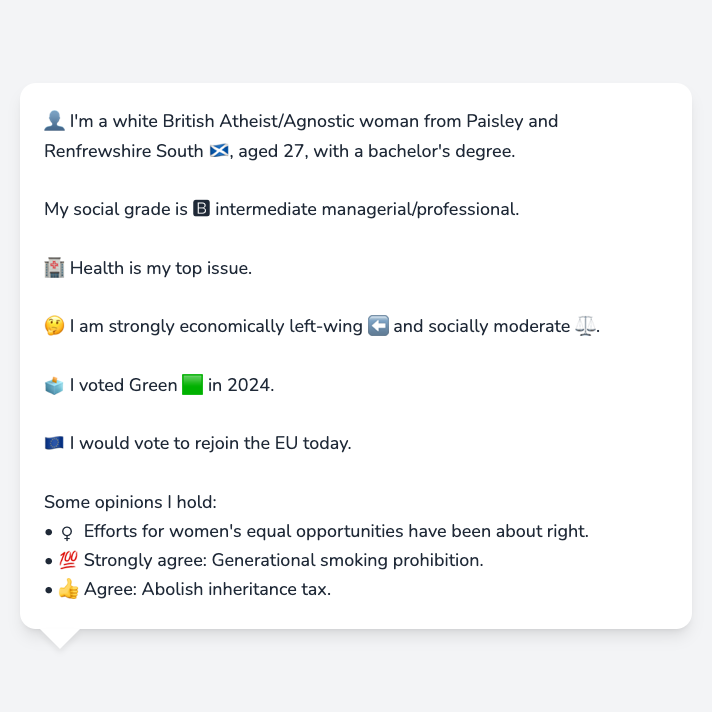 👤 I'm a white British Atheist/Agnostic woman from Paisley and
Renfrewshire South 🏴󠁧󠁢󠁳󠁣󠁴󠁿, aged 27, with a bachelor's degree.
My social grade is 🅱 intermediate managerial/professional.
🏥 Health is my top issue.
🤔 I am strongly economically left-wing ⬅️ and socially moderate ⚖️.
🗳️ I voted Green 🟩 in 2024.
🇪🇺 I would vote to rejoin the EU today.
Some opinions I hold:
• ♀ Efforts for women's equal opportunities have been about right.
• 💯 Strongly agree: Generational smoking prohibition.
• 👍 Agree: Abolish inheritance tax.